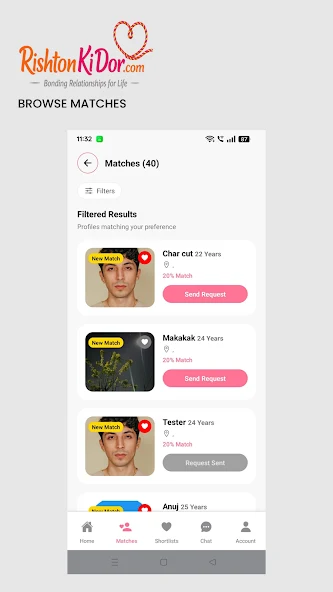 RishtonKiDor.com
Bonding Relationships for Life
BROWSE MATCHES
11:32
87
Matches (40)
Filters
Filtered Results
Profiles matching your preference
New Match
Char cut 22 Years
,
20% Match
Send Request
New Match
Makakak 24 Years
,
20% Match
Send Request
New Match
Tester 24 Years
,
20% Match
Request Sent
New Match
Anuj 25 Years
Home
Matches
Shortlists
Chat
Account